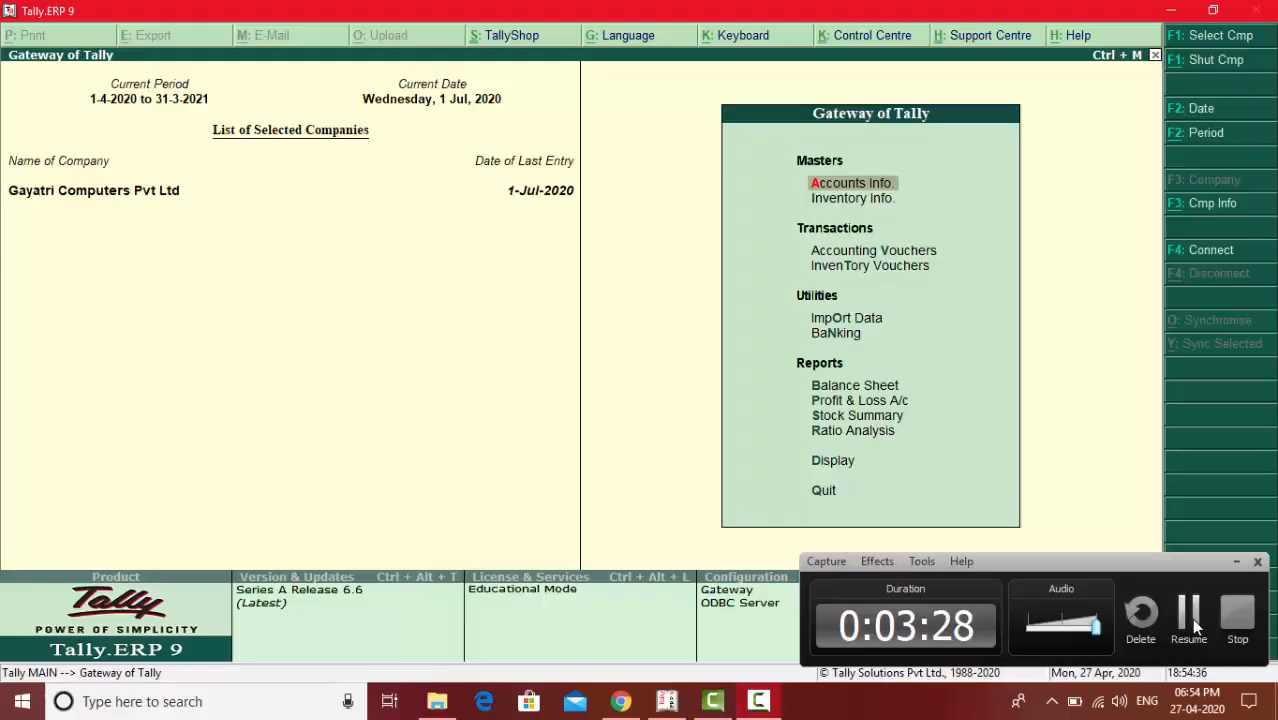 Tally.ERP 9
P: Print
E: Export
M: E-Mail
O: Upload
S: TallyShop
G: Language
K: Keyboard
K: Control Centre
H: Support Centre
H: Help
F1: Select Cmp
F1: Shut Cmp
F2: Date
F2: Period
F3: Company
F3: Cmp Info
F4: Connect
F4: Disconnect
O: Synchronise
Y: Sync Selected
Gateway of Tally
Ctrl + M
Current Period
1-4-2020 to 31-3-2021
Current Date
Wednesday, 1 Jul, 2020
List of Selected Companies
Name of Company
Date of Last Entry
Gayatri Computers Pvt Ltd
1-Jul-2020
Gateway of Tally
Masters
Accounts Info.
Inventory Info.
Transactions
Accounting Vouchers
InvenTory Vouchers
Utilities
ImpOrt Data
BaNking
Reports
Balance Sheet
Profit & Loss A/c
Stock Summary
Ratio Analysis
Display
Quit
Capture
Effects
Tools
Help
Duration
0:03:28
Audio
Delete
Resume
Stop
Product
Tally
POWER OF SIMPLICITY
Tally.ERP 9
Version & Updates
Ctrl + Alt + T
Series A Release 6.6
(Latest)
License & Services
Ctrl + Alt + L
Educational Mode
Configuration
Gateway
ODBC Server
Tally MAIN --> Gateway of Tally
© Tally Solutions Pvt Ltd., 1988-2020
Mon, 27 Apr, 2020
18:54:36
Type here to search
ENG
06:54 PM
27-04-2020